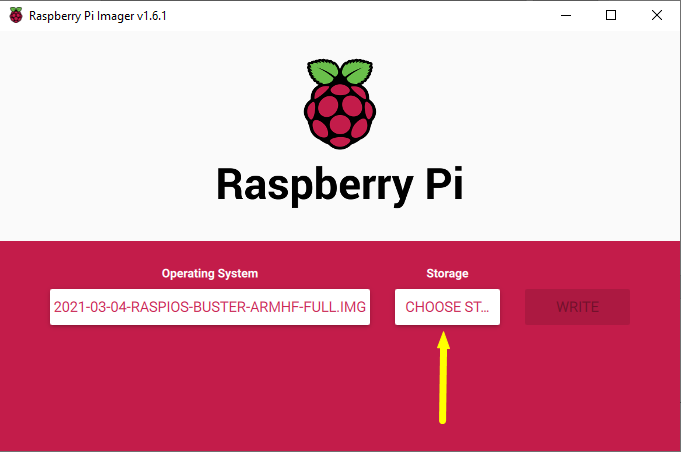 Raspberry Pi Imager v1.6.1
Raspberry Pi
Operating System
Storage
2021-03-04-RASPIOS-BUSTER-ARMHF-FULL.IMG
CHOOSE ST...
WRITE